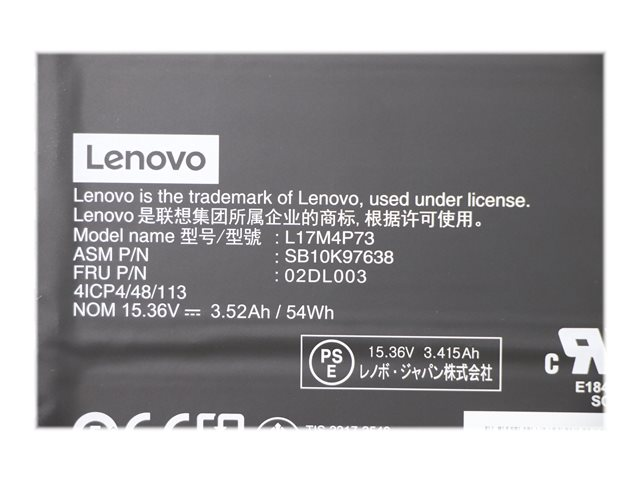 Lenovo
Lenovo is the trademark of Lenovo, used under license.
Lenovo 是联想集团所属企业的商标, 根据许可使用。
Model name 型号/型號 : L17M4P73
ASM P/N : SB10K97638
FRU P/N : 02DL003
4ICP4/48/113
NOM 15.36V ⎓ 3.52Ah / 54Wh
PS
E
15.36V 3.415Ah
レノボ・ジャパン株式会社
c
E184